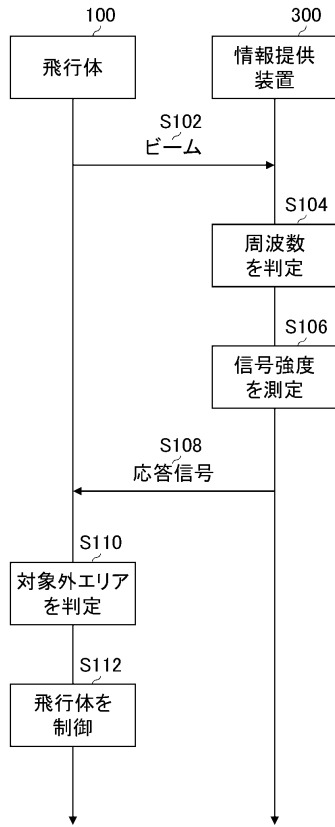 100
300
飛行体
情報提供
装置
S102
ビーム
S104
周波数
を判定
S106
信号強度
を測定
S108
応答信号
S110
対象外エリア
を判定
S112
飛行体を
制御